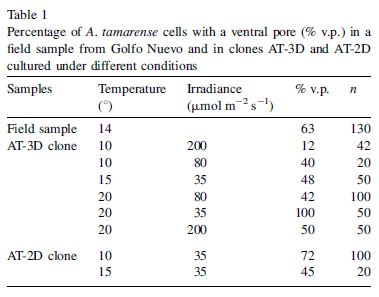 Table 1
Percentage of A. tamarense cells with a ventral pore (% v.p.) in a
field sample from Golfo Nuevo and in clones AT-3D and AT-2D
cultured under different conditions
Samples Temperature Irradiance % v.p. n
(°) (μmol m⁻² s⁻¹)
Field sample 14 63 130
AT-3D clone 10 200 12 42
10 80 40 20
15 35 48 50
20 80 42 100
20 35 100 50
20 200 50 50
AT-2D clone 10 35 72 100
15 35 45 20